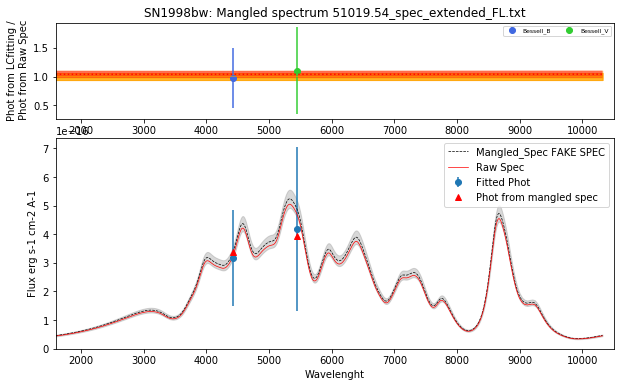 SN1998bw: Mangled spectrum 51019.54_spec_extended_FL.txt
Phot from LCfitting /
Phot from Raw Spec
1.5
1.0
0.5
Bessell_B
Bessell_V
2000 3000 4000 5000 6000 7000 8000 9000 10000
1e−16
Flux erg s-1 cm-2 A-1
7
6
5
4
3
2
1
0
Mangled_Spec FAKE SPEC
Raw Spec
Fitted Phot
Phot from mangled spec
2000 3000 4000 5000 6000 7000 8000 9000 10000
Wavelenght